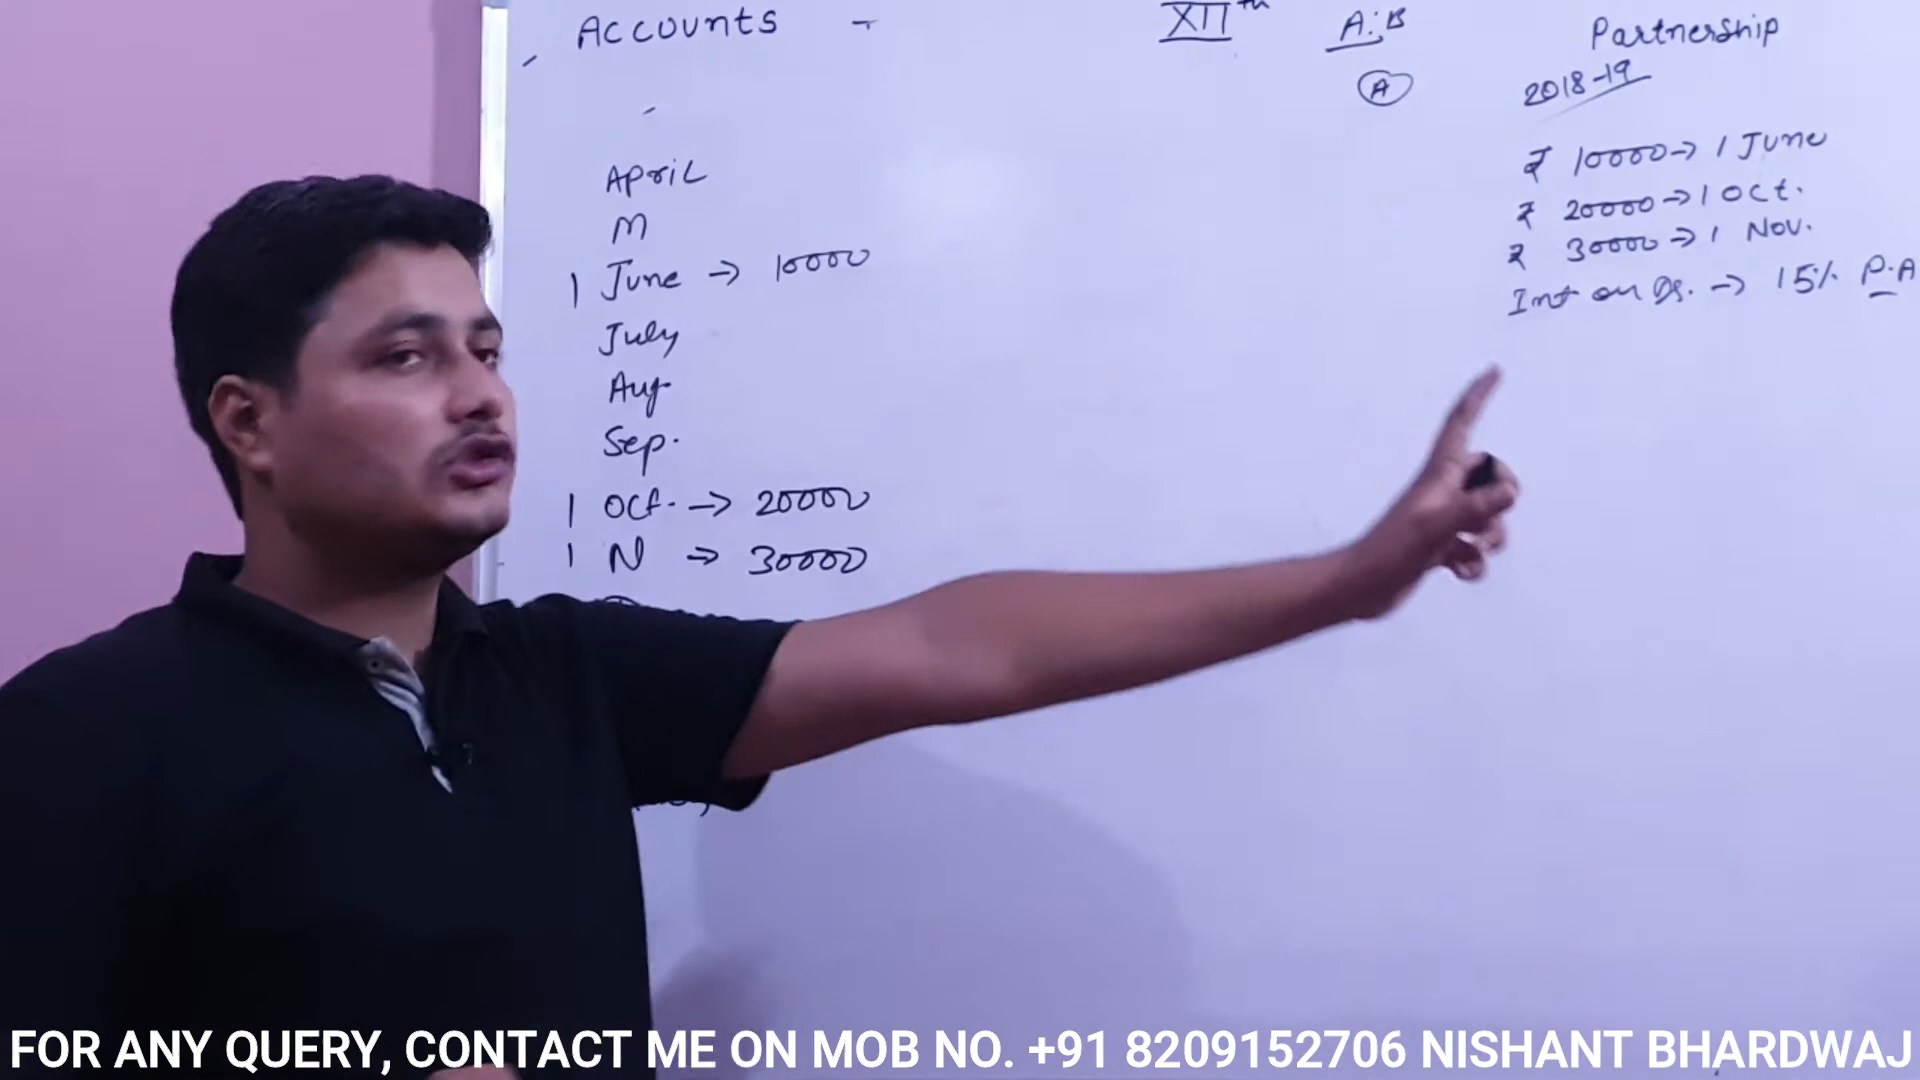 Accounts - XIIth A:B Partnership
A
2018-19
₹ 10000 → 1 June
₹ 20000 → 1 Oct.
₹ 30000 → 1 Nov.
Int on Ds. → 15% P.A
April
M
1 June → 10000
July
Aug.
Sep.
1 Oct. → 20000
1 N → 30000
FOR ANY QUERY, CONTACT ME ON MOB NO. +91 8209152706 NISHANT BHARDWAJ